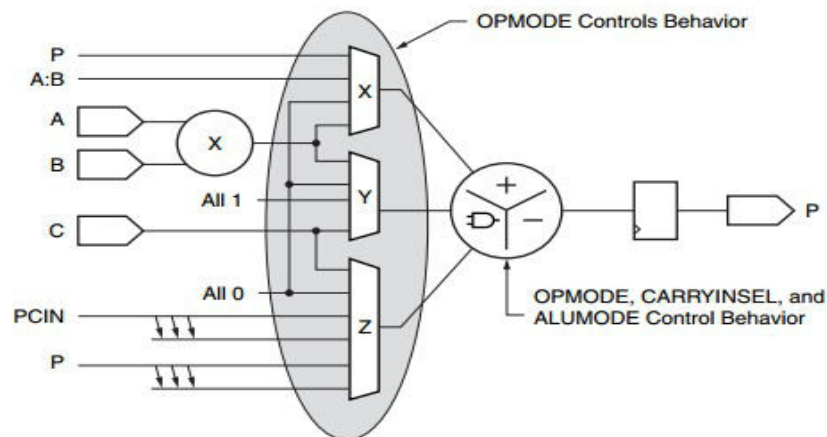 OPMODE Controls Behavior
P
A:B
X
A
X
B
All 1
Y
P
C
All 0
OPMODE, CARRYINSEL, and
ALUMODE Control Behavior
PCIN
Z
P